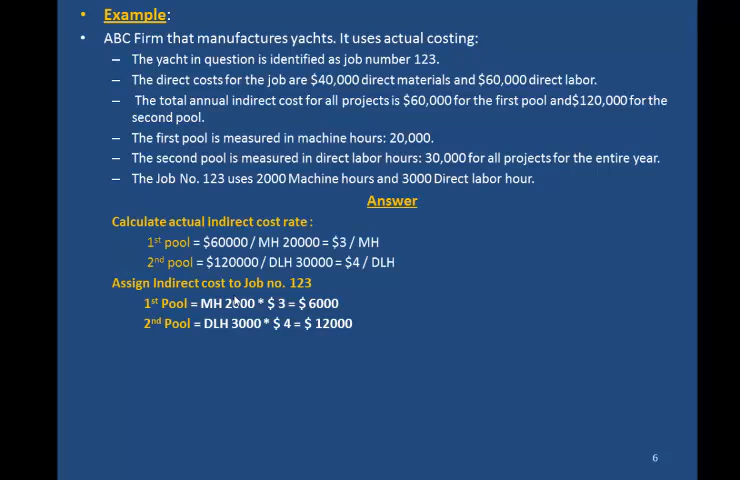 • Example:
• ABC Firm that manufactures yachts. It uses actual costing:
– The yacht in question is identified as job number 123.
– The direct costs for the job are $40,000 direct materials and $60,000 direct labor.
– The total annual indirect cost for all projects is $60,000 for the first pool and$120,000 for the
second pool.
– The first pool is measured in machine hours: 20,000.
– The second pool is measured in direct labor hours: 30,000 for all projects for the entire year.
– The Job No. 123 uses 2000 Machine hours and 3000 Direct labor hour.
Answer
Calculate actual indirect cost rate :
1st pool = $60000 / MH 20000 = $3 / MH
2nd pool = $120000 / DLH 30000 = $4 / DLH
Assign Indirect cost to Job no. 123
1st Pool = MH 2000 * $ 3 = $ 6000
2nd Pool = DLH 3000 * $ 4 = $ 12000
6